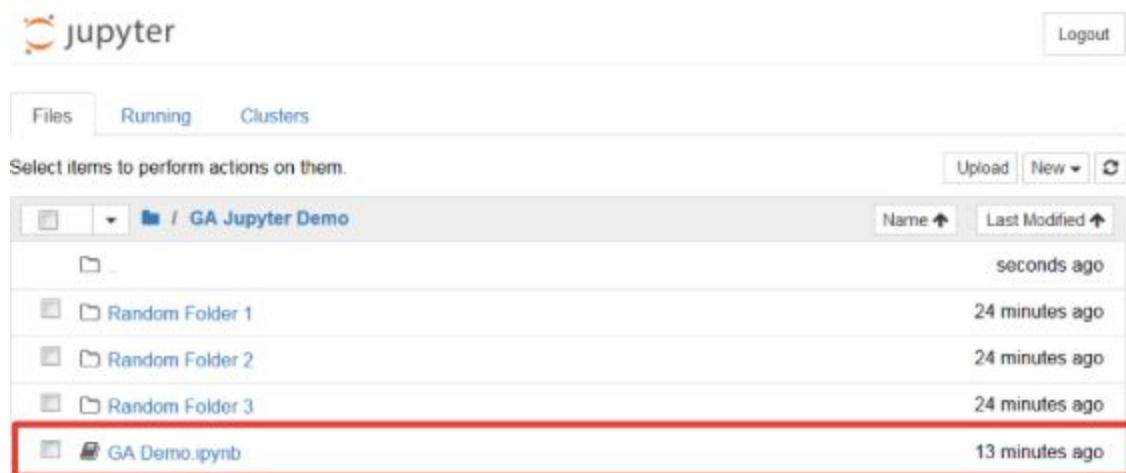 jupyter
Logout
Files Running Clusters
Select items to perform actions on them.
Upload New
/ GA Jupyter Demo
Name Last Modified
..
seconds ago
Random Folder 1 24 minutes ago
Random Folder 2 24 minutes ago
Random Folder 3 24 minutes ago
GA Demo.ipynb 13 minutes ago